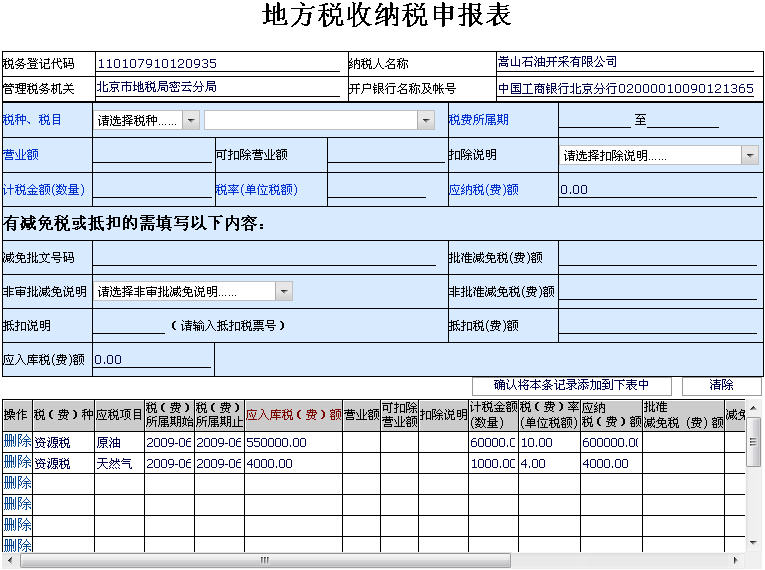 地方税收纳税申报表
税务登记代码 110107910120935 纳税人名称 嵩山石油开采有限公司
管理税务机关 北京市地税局密云分局 开户银行名称及帐号 中国工商银行北京分行02000010090121365
税种、税目 请选择税种...... 税费所属期 至
营业额 可扣除营业额 扣除说明 请选择扣除说明......
计税金额(数量) 税率(单位税额) 应纳税(费)额 0.00
有减免税或抵扣的需填写以下内容：
减免批文号码 批准减免税(费)额
非审批减免说明 请选择非审批减免说明...... 非批准减免税(费)额
抵扣说明 （请输入抵扣税票号） 抵扣税(费)额
应入库税(费)额 0.00
确认将本条记录添加到下表中 清除
操作 税（费）种 应税项目 税（费）所属期始 税（费）所属期止 应入库税（费）额 营业额 可扣除营业额 扣除说明 计税金额(数量) 税（费）率(单位税额) 应纳税（费）额 批准减免税（费）额 减免
删除 资源税 原油 2009-06 2009-06 550000.00 60000.0 10.00 600000.00
删除 资源税 天然气 2009-06 2009-06 4000.00 1000.00 4.00 4000.00
删除
删除
删除
删除